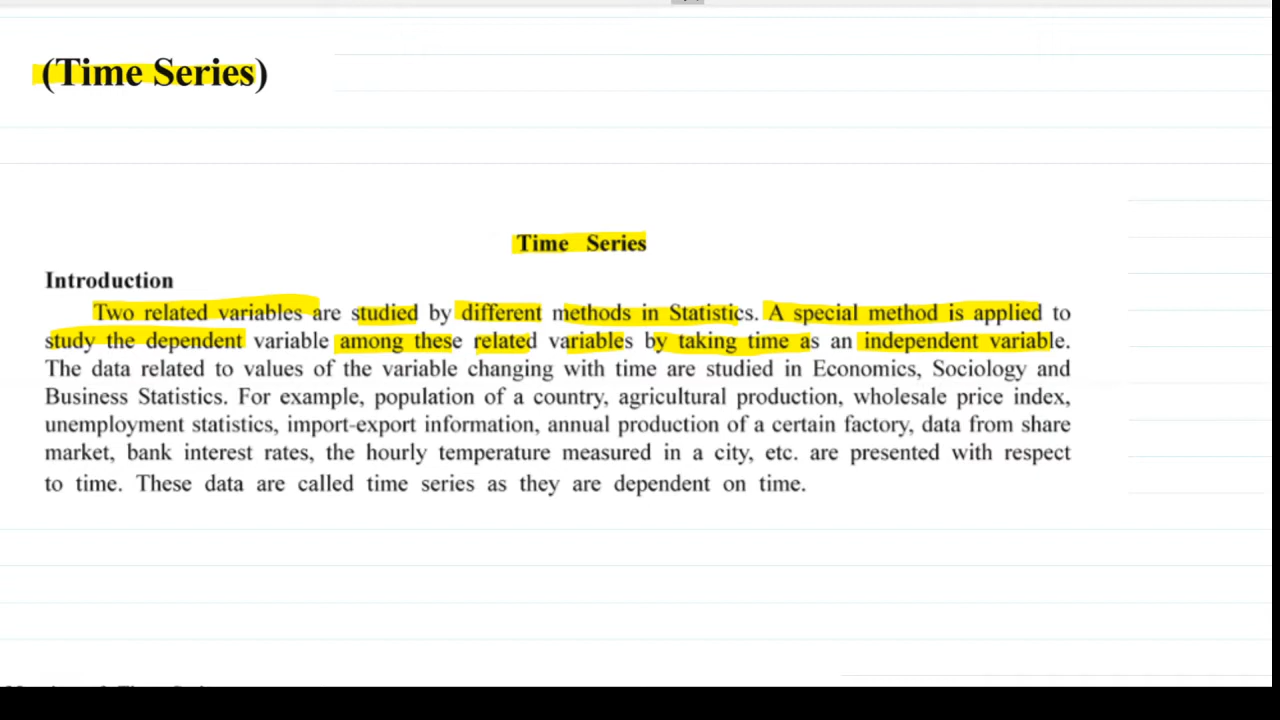 (Time Series)
Time Series
Introduction
Two related variables are studied by different methods in Statistics. A special method is applied to
study the dependent variable among these related variables by taking time as an independent variable.
The data related to values of the variable changing with time are studied in Economics, Sociology and
Business Statistics. For example, population of a country, agricultural production, wholesale price index,
unemployment statistics, import-export information, annual production of a certain factory, data from share
market, bank interest rates, the hourly temperature measured in a city, etc. are presented with respect
to time. These data are called time series as they are dependent on time.